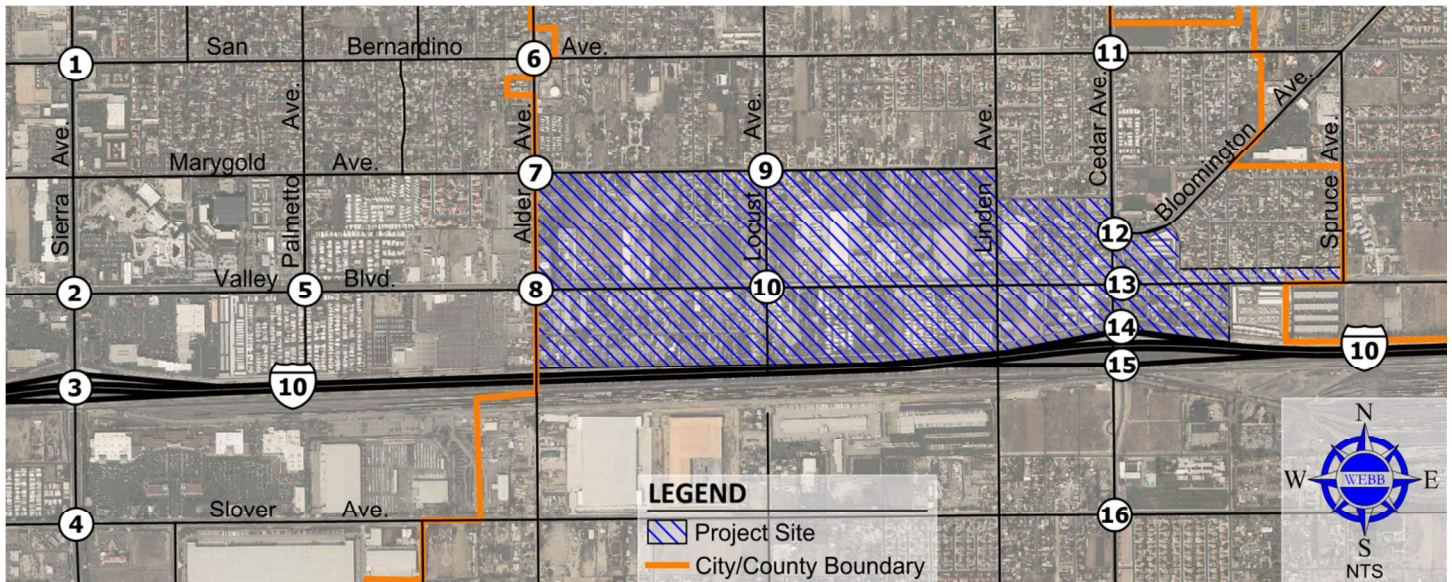 San Bernardino Ave.
1
6
11
Sierra Ave.
Palmetto Ave.
Alder Ave.
Locust Ave.
Linden Ave.
Cedar Ave.
Bloomington Ave.
Spruce Ave.
Marygold Ave.
7
9
12
Valley Blvd.
2
5
8
10
13
14
3
10
15
10
Slover Ave.
4
16
LEGEND
Project Site
City/County Boundary
N
W WEBB E
S
NTS